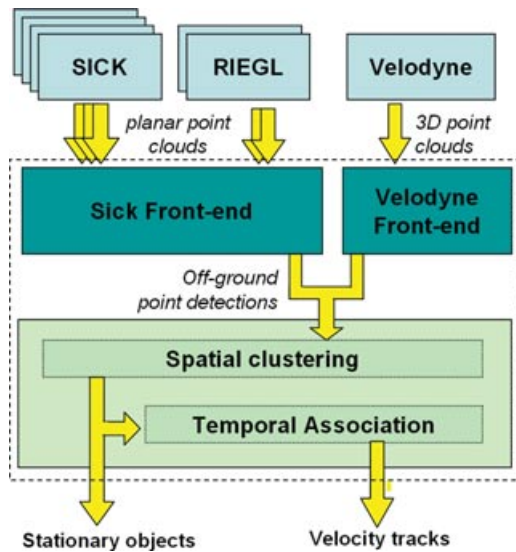 SICK
RIEGL
Velodyne
planar point
clouds
3D point
clouds
Sick Front-end
Velodyne
Front-end
Off-ground
point detections
Spatial clustering
Temporal Association
Stationary objects
Velocity tracks